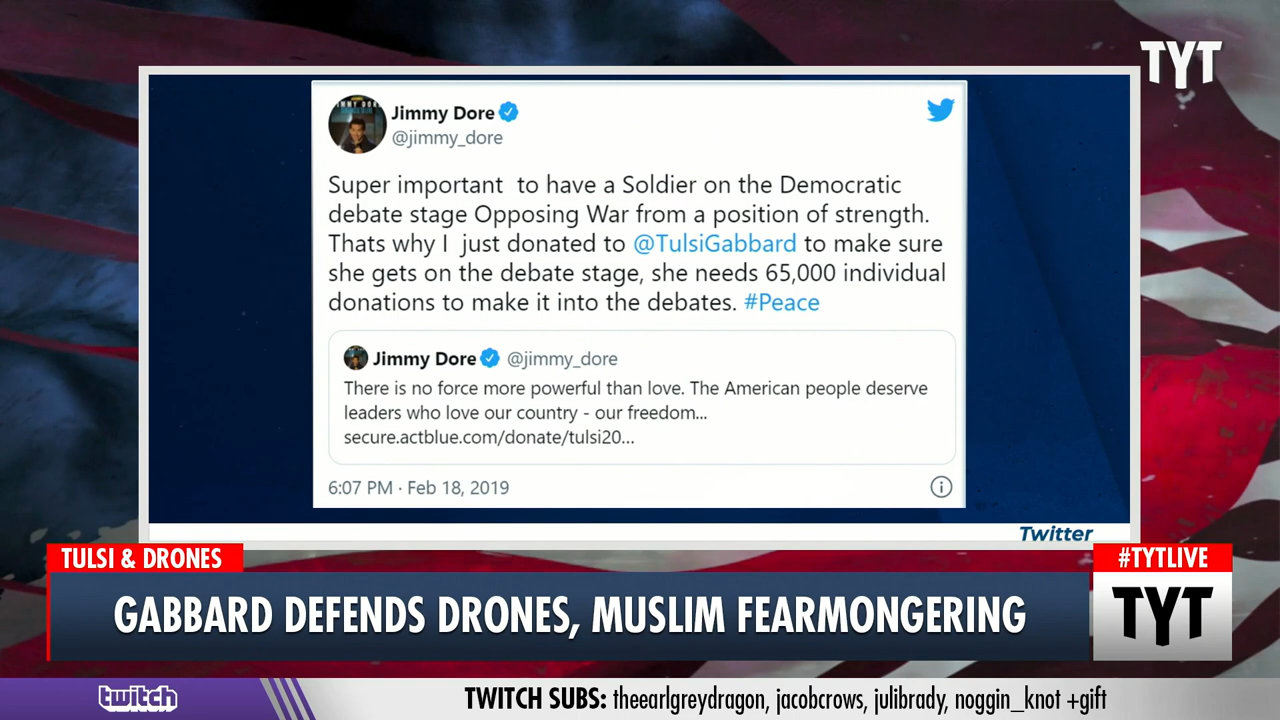 TYT
Jimmy Dore
@jimmy_dore
Super important  to have a Soldier on the Democratic
debate stage Opposing War from a position of strength.
Thats why I  just donated to @TulsiGabbard to make sure
she gets on the debate stage, she needs 65,000 individual
donations to make it into the debates. #Peace
Jimmy Dore @jimmy_dore
There is no force more powerful than love. The American people deserve
leaders who love our country - our freedom...
secure.actblue.com/donate/tulsi20...
6:07 PM · Feb 18, 2019
Twitter
TULSI & DRONES
#TYTLIVE
GABBARD DEFENDS DRONES, MUSLIM FEARMONGERING
TYT
twitch
TWITCH SUBS: theearlgreydragon, jacobcrows, julibrady, noggin_knot +gift